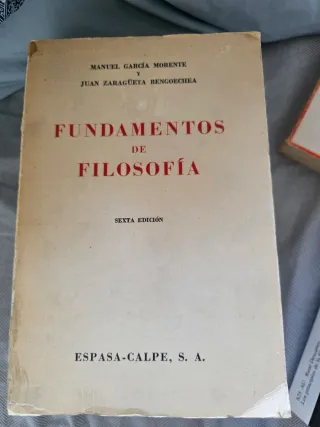 MANUEL GARCÍA MORENTE
Y
JUAN ZARAGÜETA BENGOECHEA
FUNDAMENTOS
DE
FILOSOFÍA
SEXTA EDICIÓN
ESPASA-CALPE, S. A.